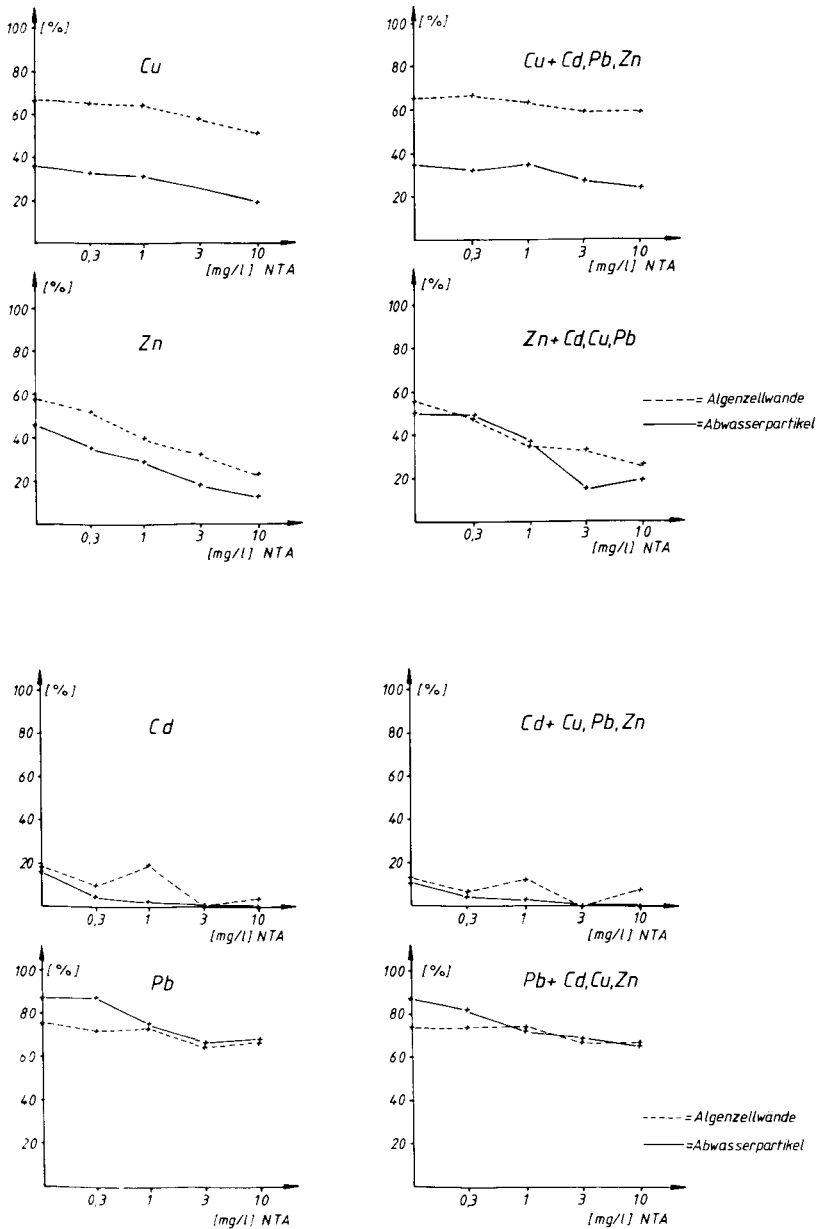 [%]
100
80
60
40
20
Cu
0,3 1 3 10
[mg/l] NTA
[%]
100
80
60
40
20
Cu + Cd, Pb, Zn
0,3 1 3 10
[mg/l] NTA
[%]
100
80
60
40
20
Zn
0,3 1 3 10
[mg/l] NTA
[%]
100
80
60
40
20
Zn + Cd, Cu, Pb
0,3 1 3 10
[mg/l] NTA
= Algenzellwände
= Abwasserpartikel
[%]
100
80
60
40
20
Cd
0,3 1 3 10
[mg/l] NTA
[%]
100
80
60
40
20
Cd + Cu, Pb, Zn
0,3 1 3 10
[mg/l] NTA
[%]
100
80
60
40
20
Pb
0,3 1 3 10
[mg/l] NTA
[%]
100
80
60
40
20
Pb + Cd, Cu, Zn
0,3 1 3 10
[mg/l] NTA
= Algenzellwände
= Abwasserpartikel